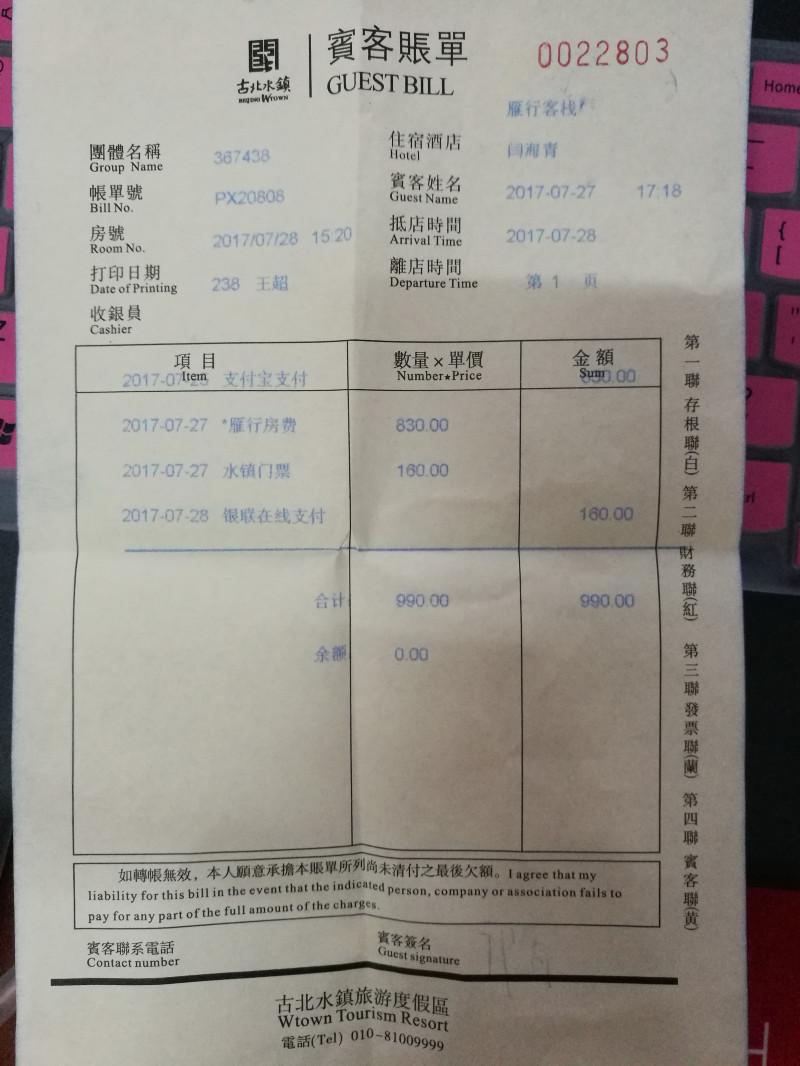 賓客賬單
GUEST BILL
0022803
古北水鎮
BEIJING WTOWN
雁行客栈
團體名稱
Group Name
367438
住宿酒店
Hotel
闫海青
帳單號
Bill No.
PX20808
賓客姓名
Guest Name
2017-07-27 17:18
房號
Room No.
2017/07/28 15:20
抵店時間
Arrival Time
2017-07-28
打印日期
Date of Printing
238 王超
離店時間
Departure Time
第 1 页
收銀員
Cashier
項目 數量×單價 金額
Item Number★Price Sum
支付宝支付 830.00
2017-07-27 *雁行房费 830.00
2017-07-27 水镇门票 160.00
2017-07-28 银联在线支付 160.00
合计: 990.00 990.00
余额 0.00
第一聯 存根聯(白) 第二聯 財務聯(紅) 第三聯 發票聯(蘭) 第四聯 賓客聯(黄)
如轉帳無效，本人願意承擔本賬單所列尚未清付之最後欠額。I agree that my
liability for this bill in the event that the indicated person, company or association fails to
pay for any part of the full amount of the charges.
賓客聯系電話
Contact number
賓客簽名
Guest signature
古北水鎮旅游度假區
Wtown Tourism Resort
電話(Tel) 010-81009999
Home